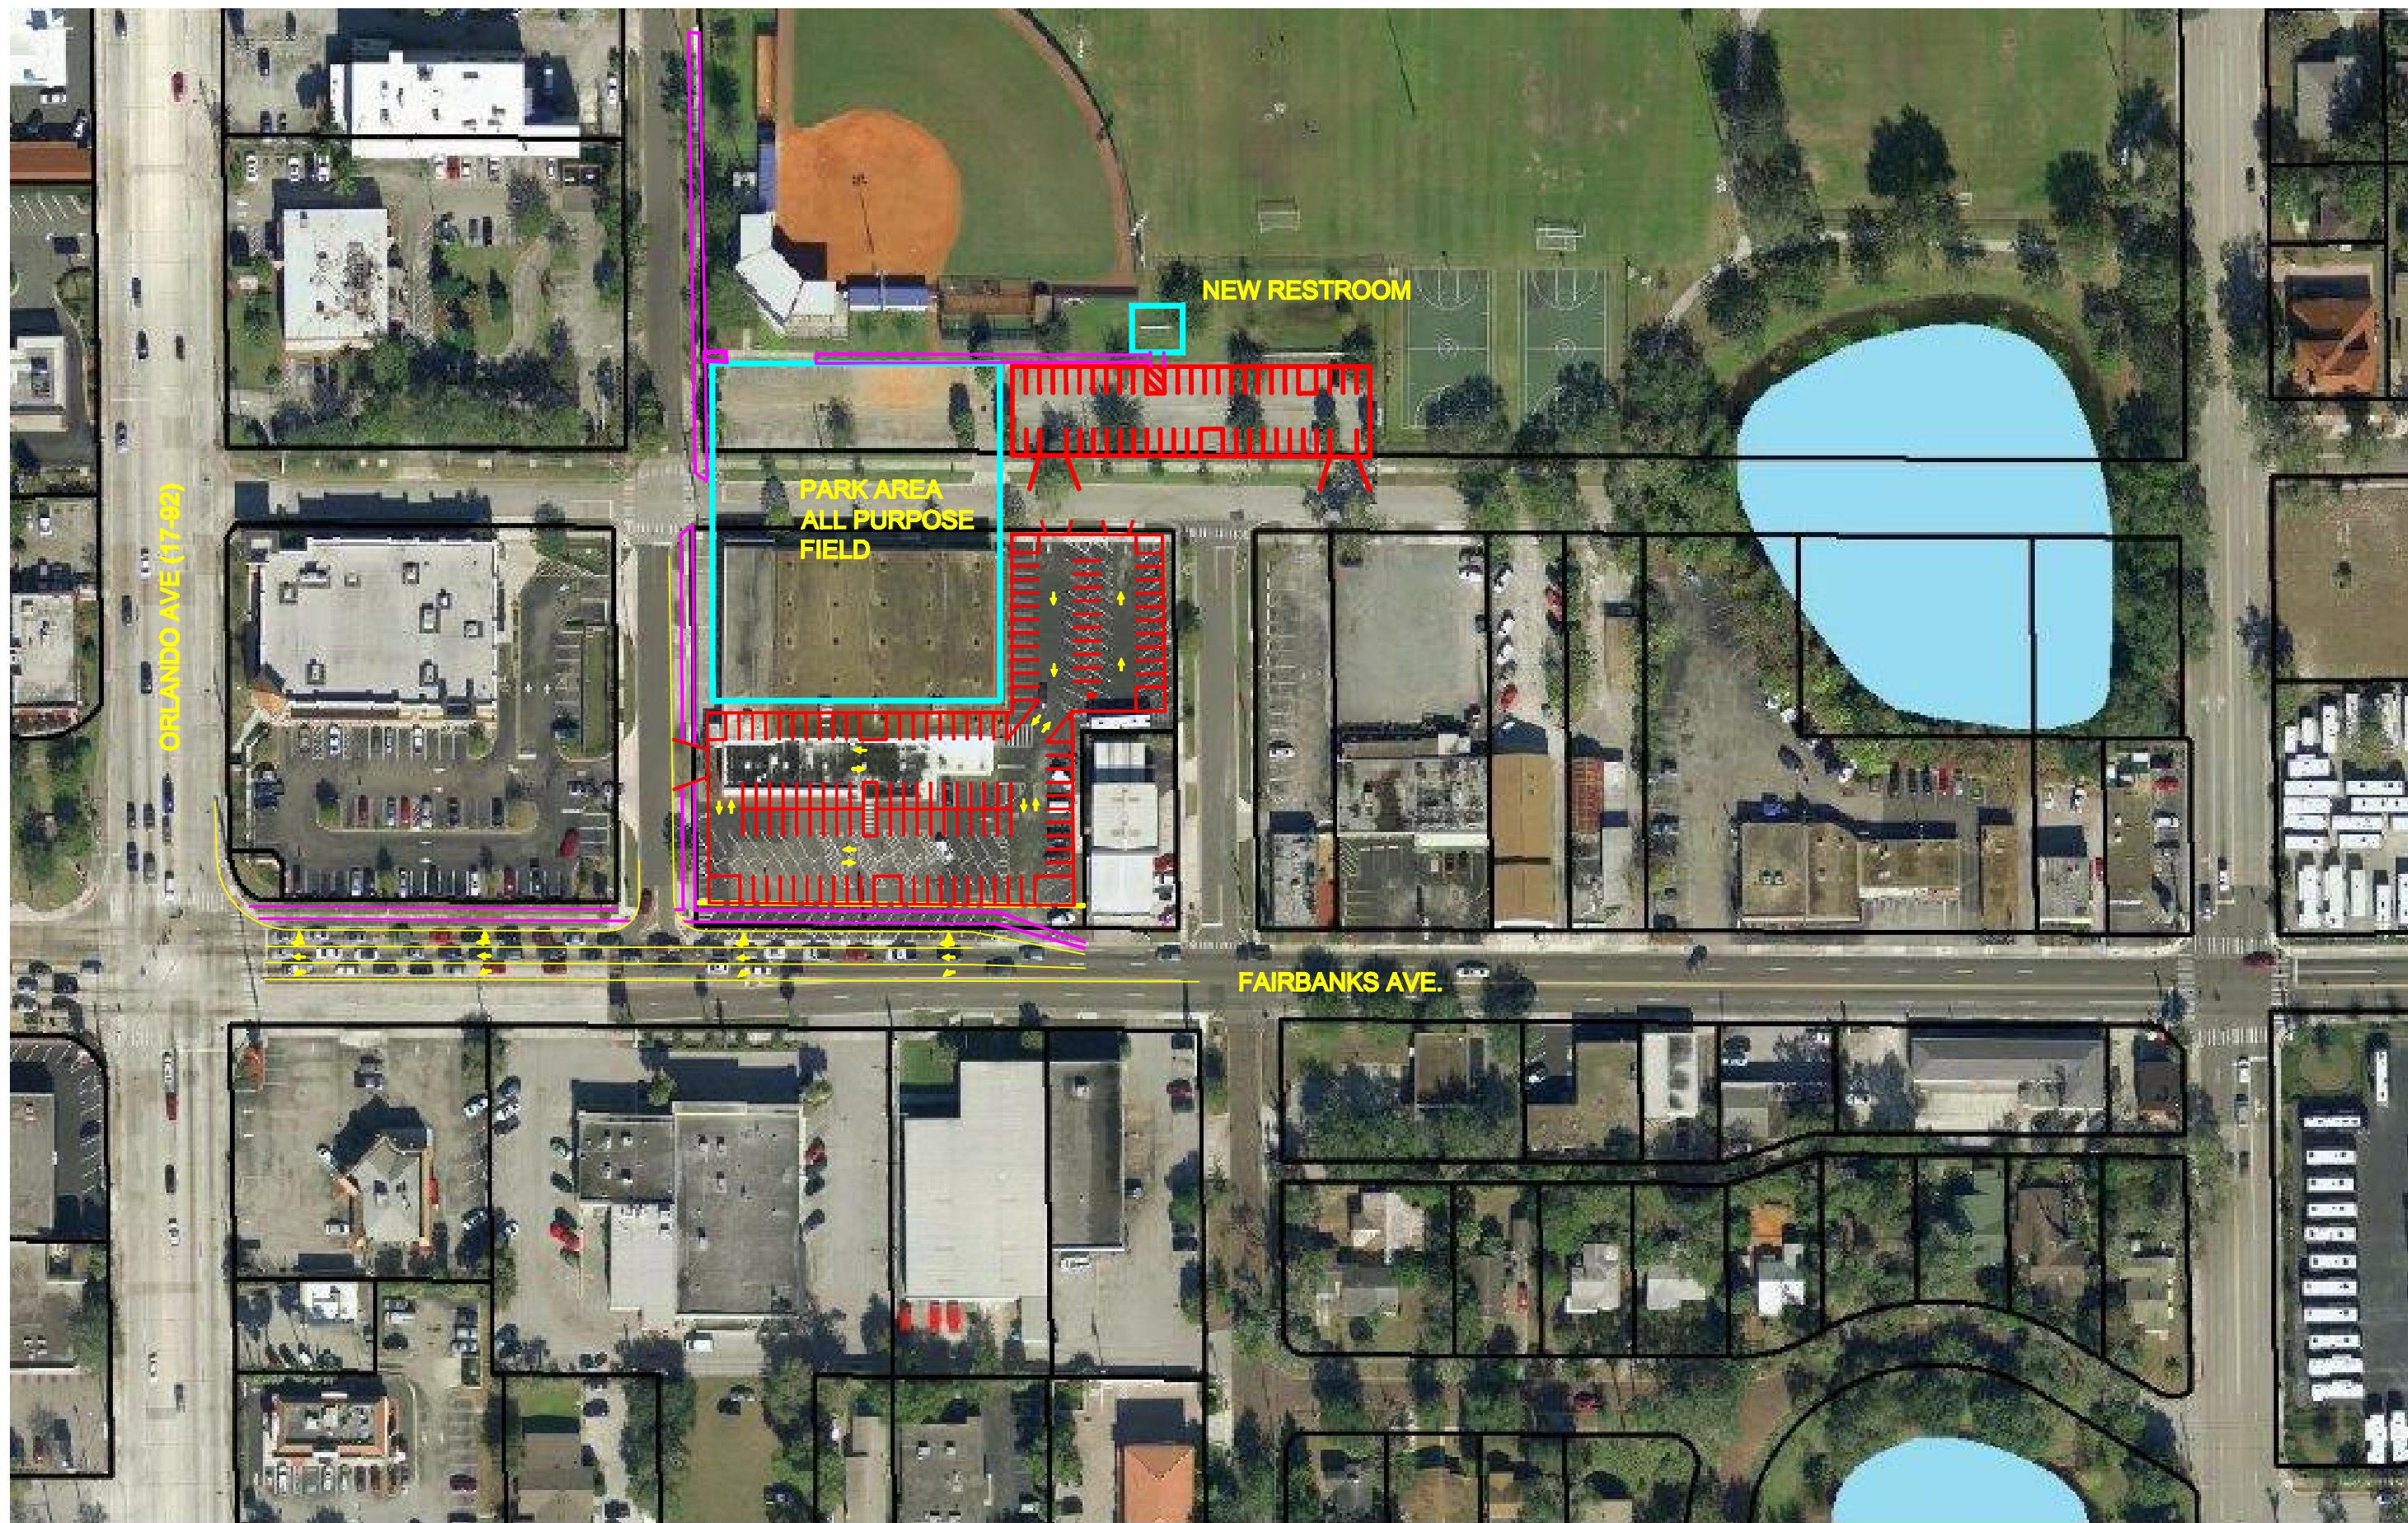 NEW RESTROOM
PARK AREA
ALL PURPOSE
FIELD
ORLANDO AVE (17-92)
FAIRBANKS AVE.